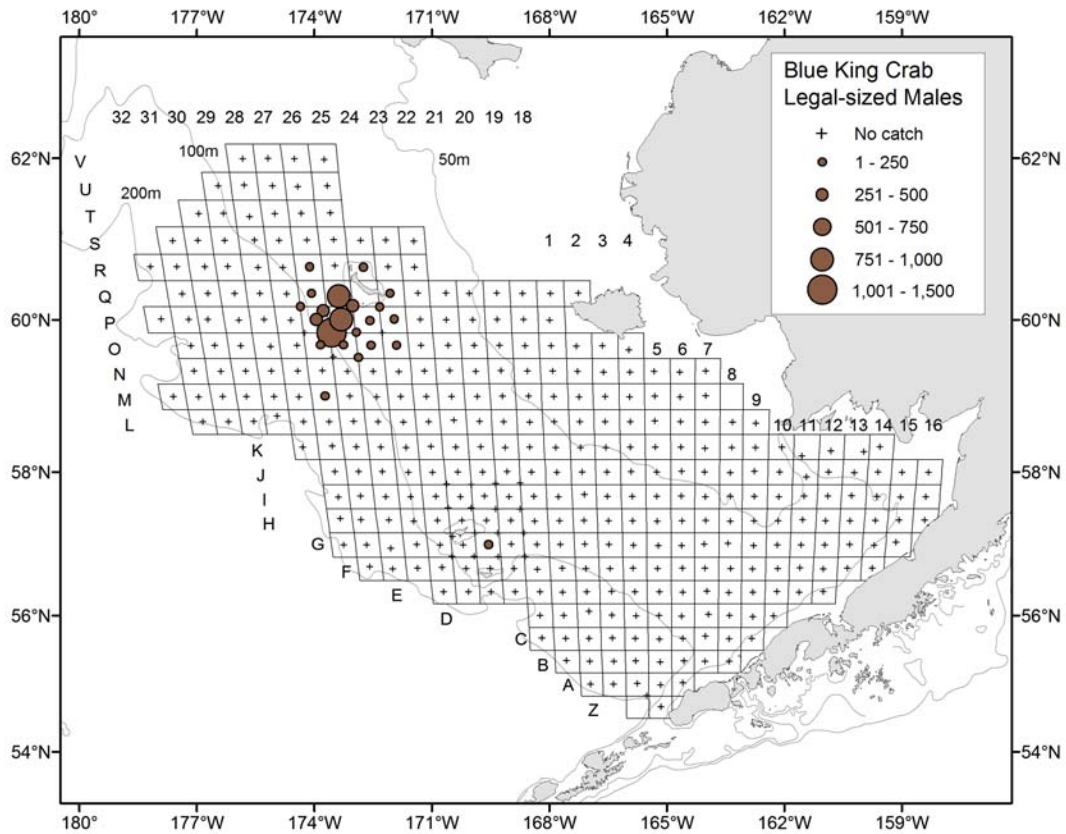 180° 177°W 174°W 171°W 168°W 165°W 162°W 159°W
Blue King Crab
Legal-sized Males
No catch
1 - 250
251 - 500
501 - 750
751 - 1,000
1,001 - 1,500
32 31 30 29 28 27 26 25 24 23 22 21 20 19 18
100m
50m
62°N 62°N
V
U
200m
T
S
1 2 3 4
R
Q
60°N 60°N
P
O
5 6 7
N
8
M
9
L
10 11 12 13 14 15 16
K
58°N 58°N
J
I
H
G
F
E
56°N 56°N
D
C
B
A
Z
54°N 54°N
180° 177°W 174°W 171°W 168°W 165°W 162°W 159°W